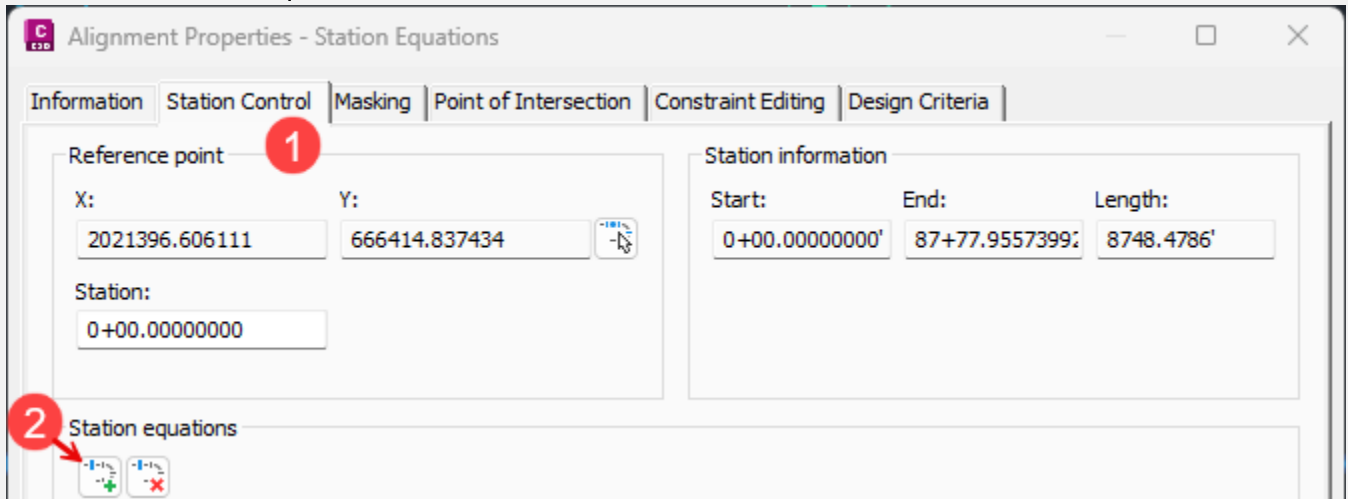 C
C3D
Alignment Properties - Station Equations
Information Station Control Masking Point of Intersection Constraint Editing Design Criteria
1
Reference point
Station information
X: Y:
Start: End: Length:
2021396.606111 666414.837434
0+00.00000000' 87+77.95573992 8748.4786'
Station:
0+00.00000000
2
Station equations